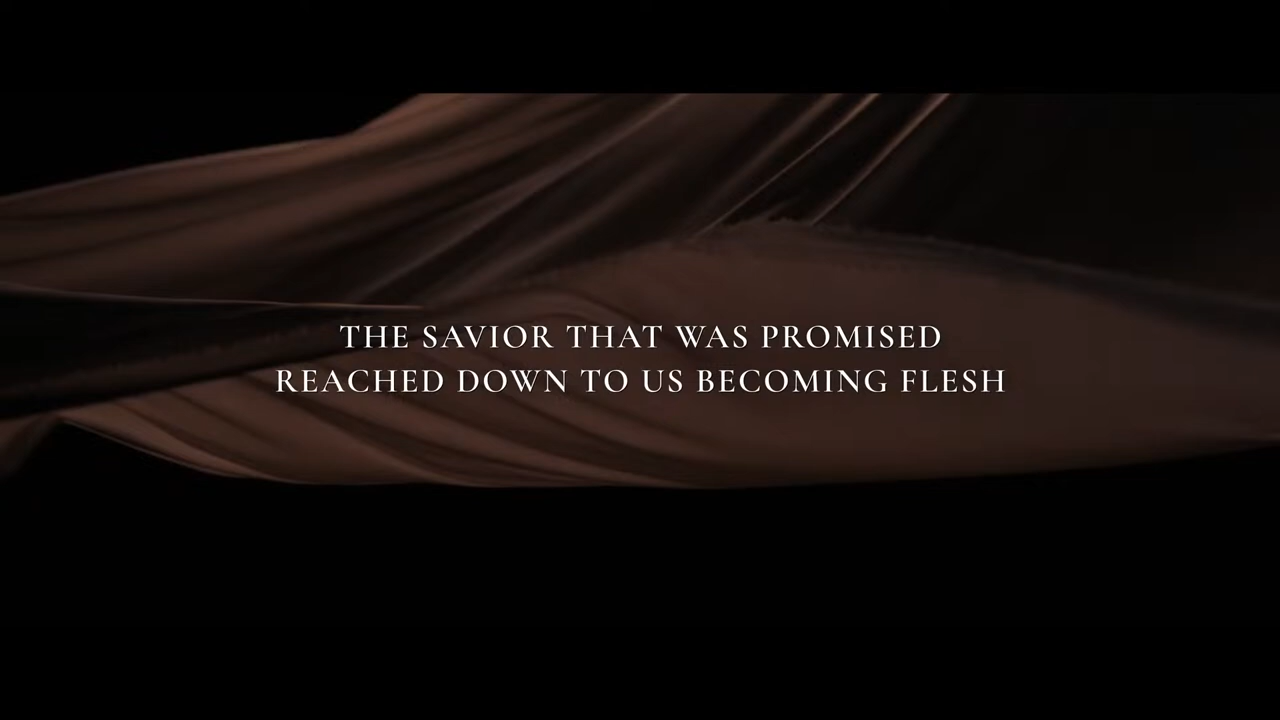 THE SAVIOR THAT WAS PROMISED
REACHED DOWN TO US BECOMING FLESH